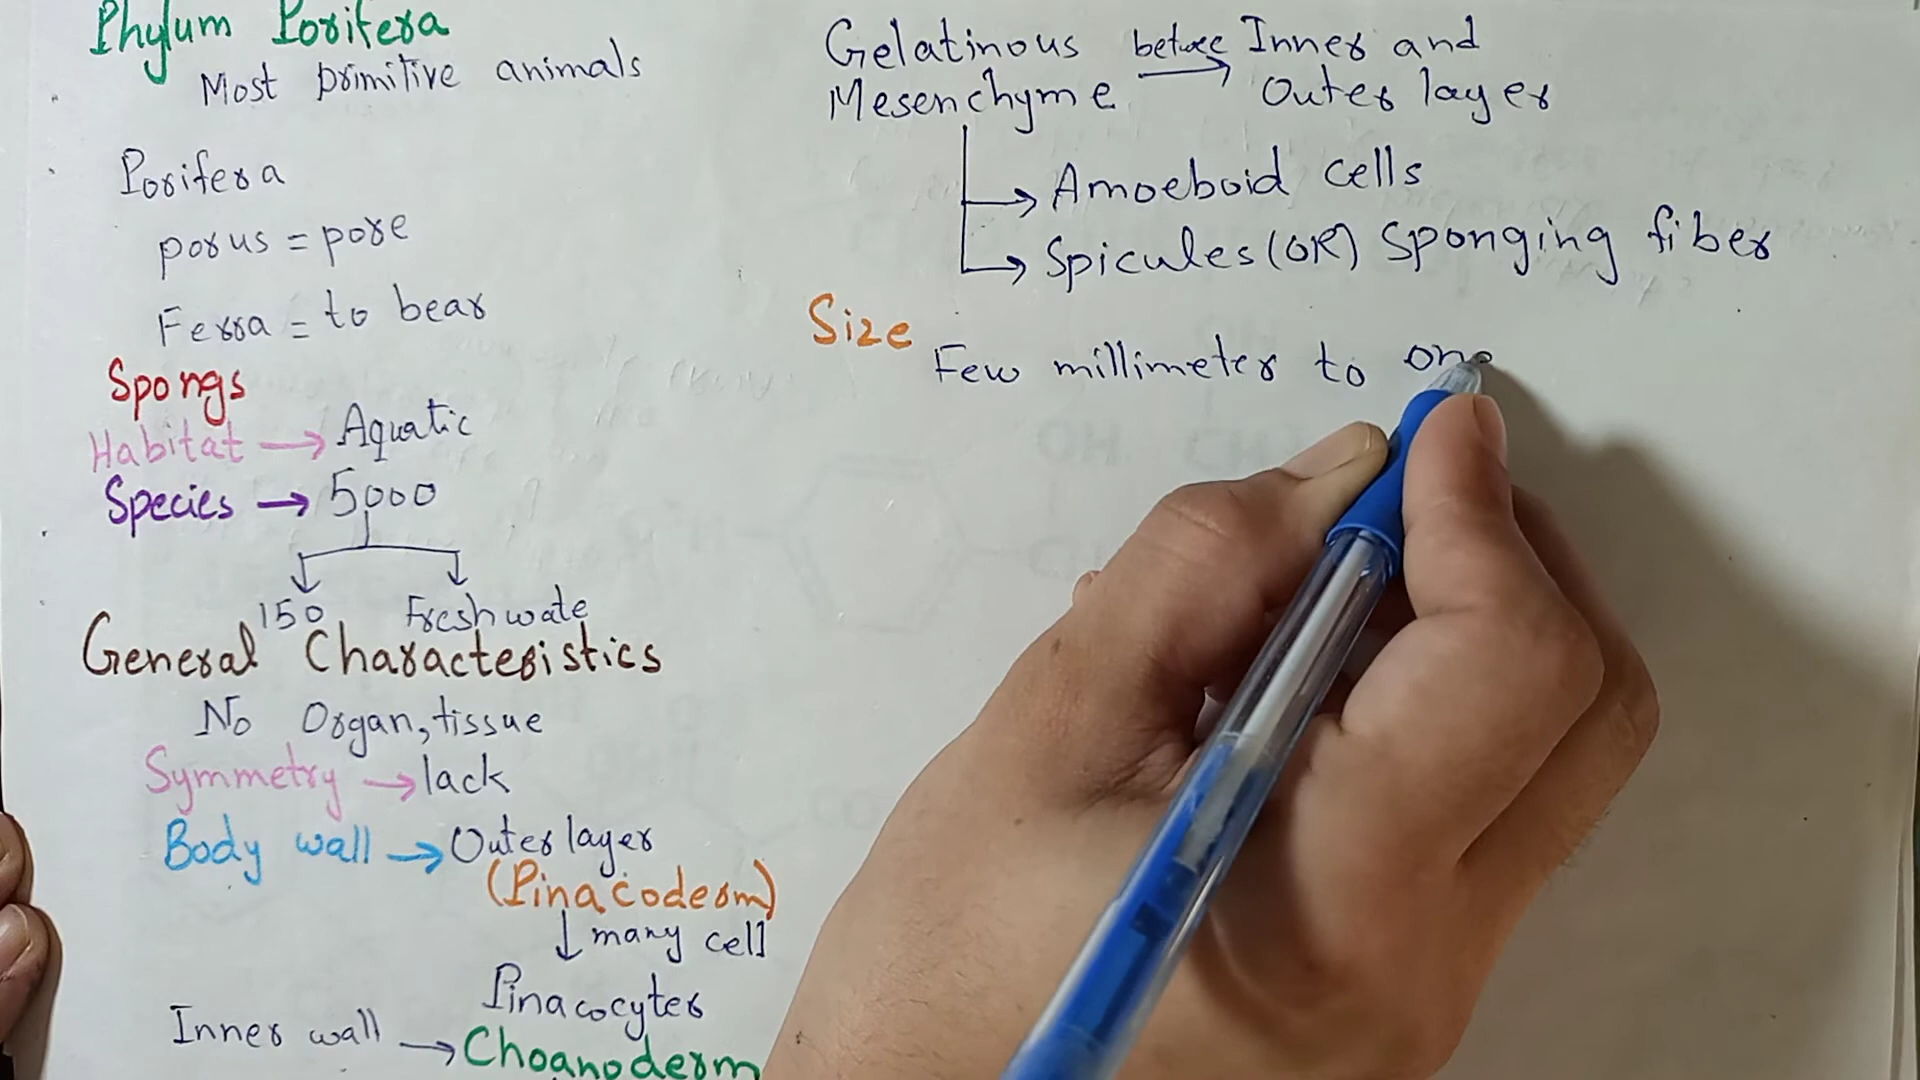 Phylum Porifera
Most primitive animals
Porifera
porus = pore
Ferra = to bear
Spongs
Habitat → Aquatic
Species → 5000
150 Freshwate
General Characteristics
No Organ, tissue
Symmetry → lack
Body wall → Outer layer
(Pinacoderm)
↓ many cell
Pinacocytes
Inner wall → Choanoderm
Gelatinous betwee Inner and
Mesenchyme → Outer layer
→ Amoeboid cells
→ Spicules (OR) Sponging fiber
Size
Few millimeter to one